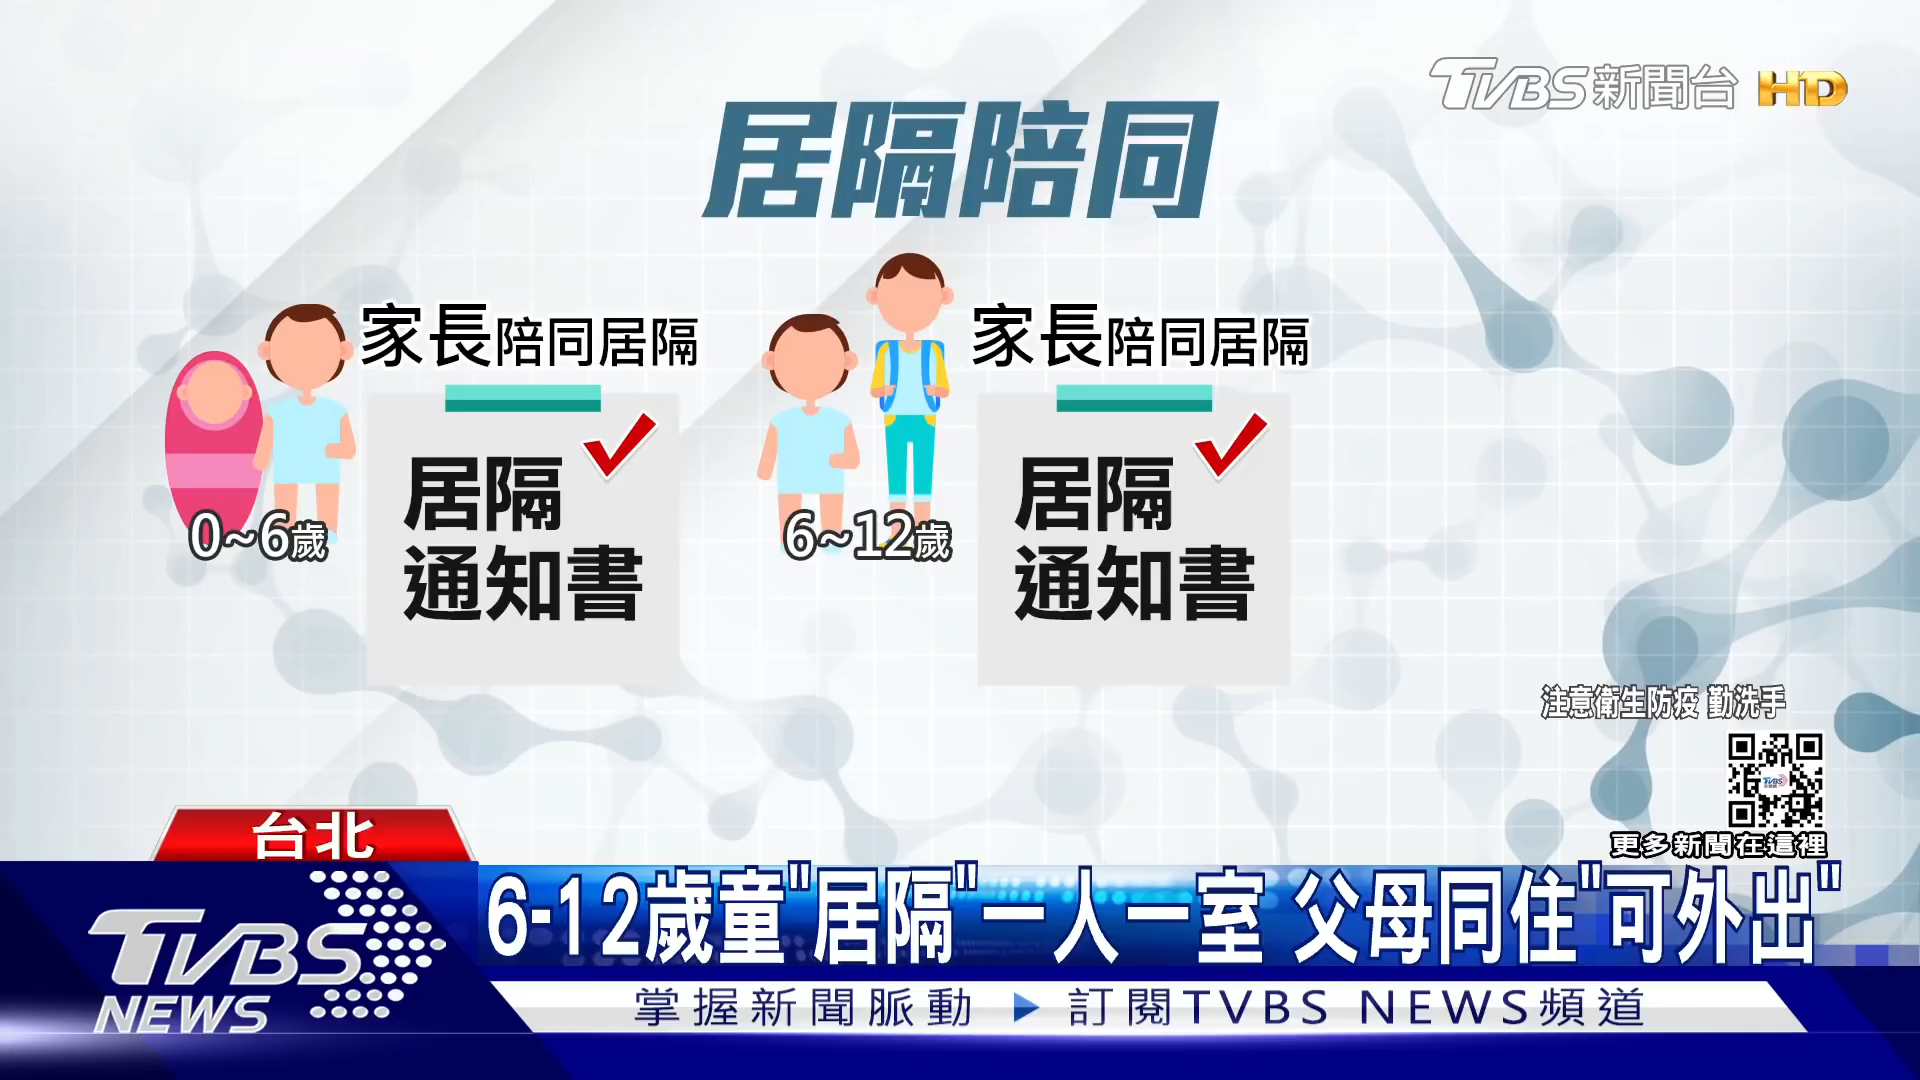 TVBS新聞台 HD
居隔陪同
家長陪同居隔
居隔
通知書
0~6歲
家長陪同居隔
居隔
通知書
6~12歲
注意衛生防疫 勤洗手
TVBS
更多新聞在這裡
台北
6-12歲童"居隔"一人一室 父母同住"可外出"
TVBS
NEWS
掌握新聞脈動 ▶ 訂閱TVBS NEWS頻道